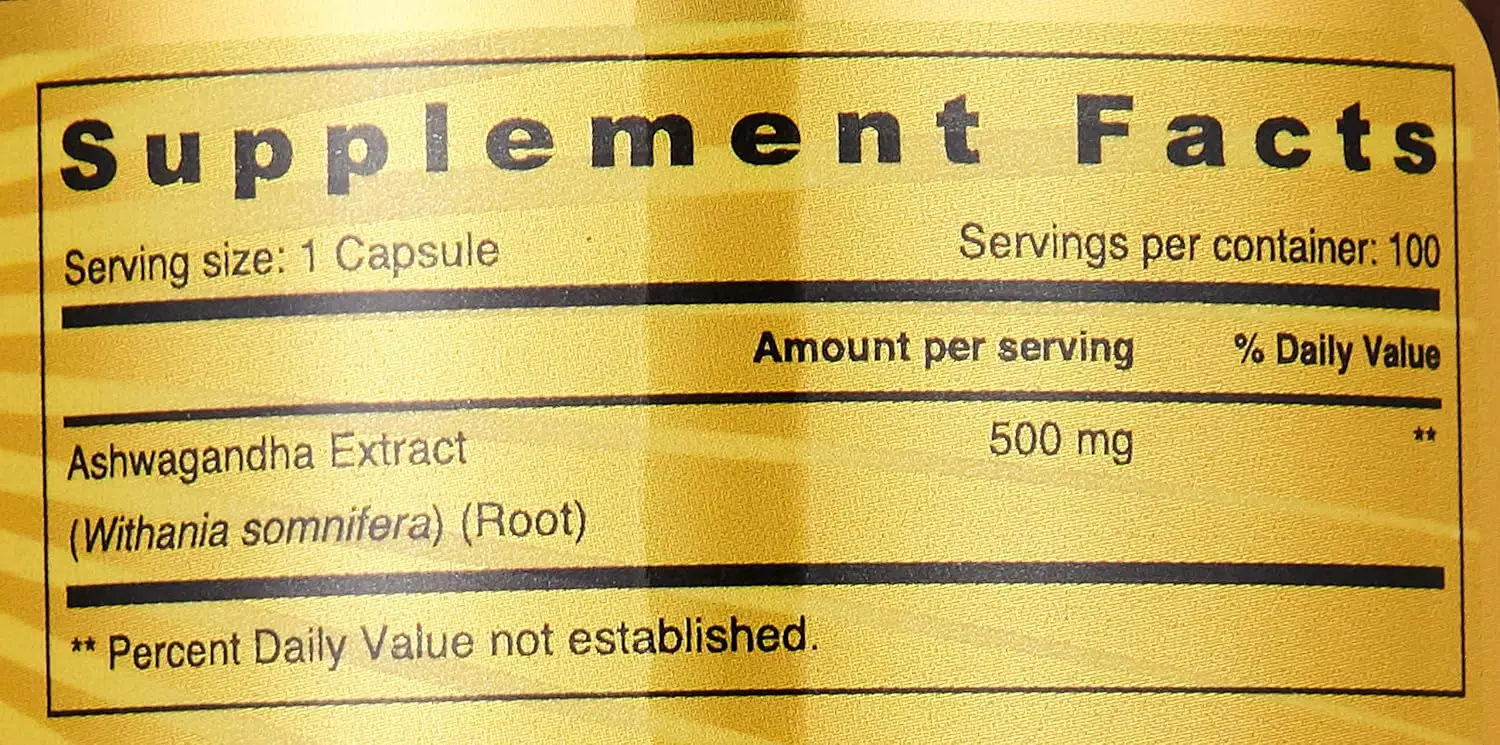 Supplement Facts
Serving size: 1 Capsule Servings per container: 100
Amount per serving % Daily Value
Ashwagandha Extract 500 mg **
(Withania somnifera) (Root)
** Percent Daily Value not established.